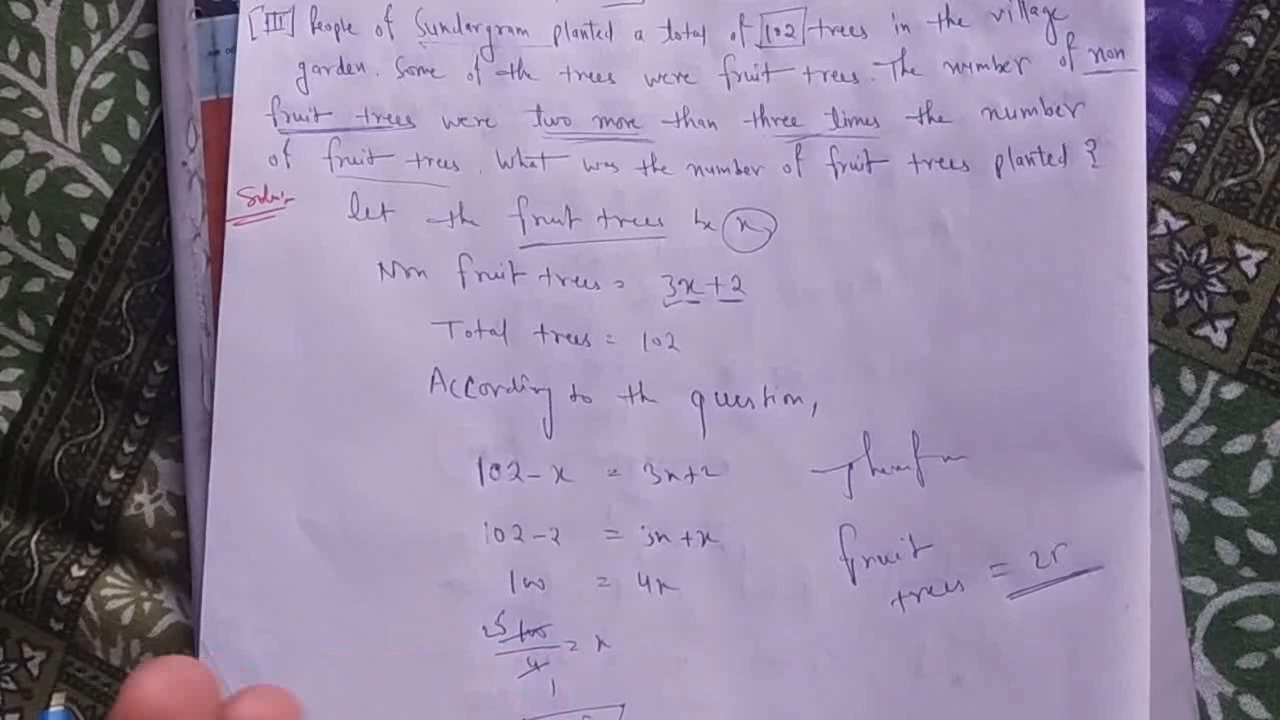 [III] People of Sundargram planted a total of 102 trees in the village
garden. Some of the trees were fruit trees. The number of non
fruit trees were two more than three times the number
of fruit trees. What was the number of fruit trees planted?
Soln:-
let the fruit trees be x,
Non fruit trees = 3x+2
Total trees = 102
According to the question,
102-x = 3x+2
102-2 = 3x+x
100 = 4x
25 100/4 1 = x
Therefore
fruit
trees = 25